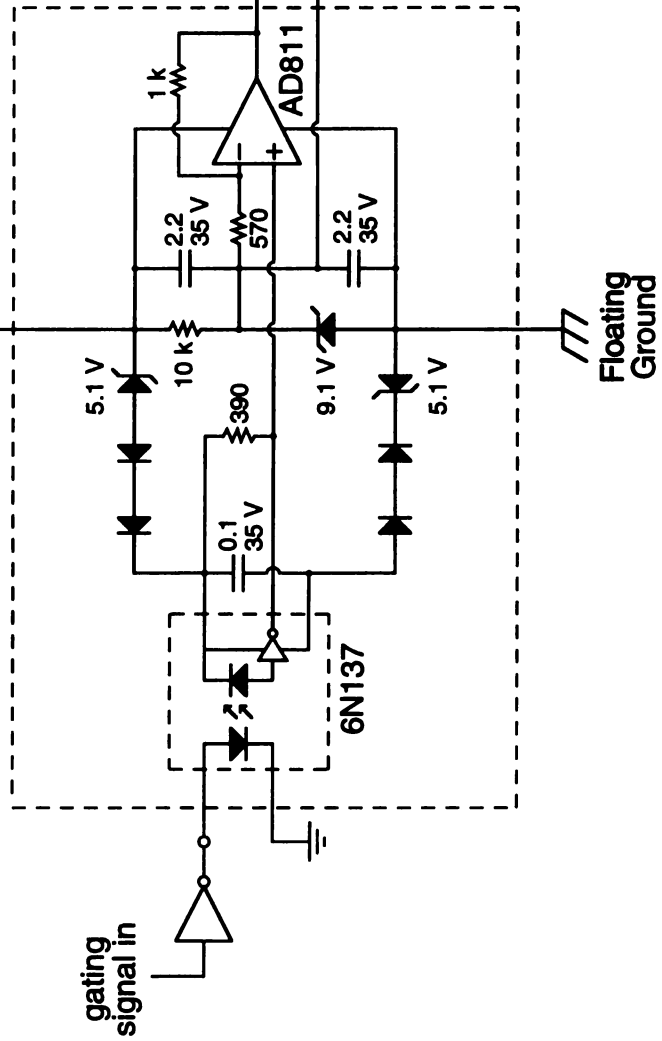 1 k
AD811
2.2
35 V
570
2.2
35 V
5.1 V
10 k
9.1 V
5.1 V
Floating
Ground
390
0.1
35 V
6N137
gating
signal in
− +